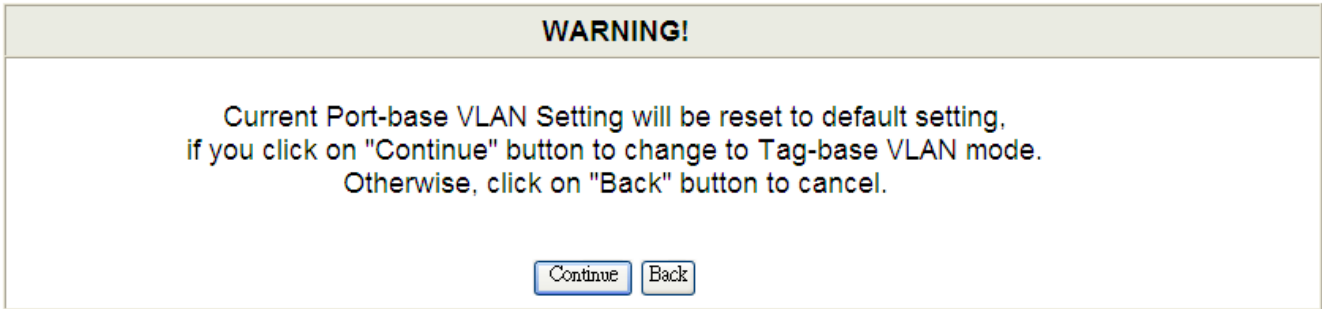 WARNING!
Current Port-base VLAN Setting will be reset to default setting,
if you click on "Continue" button to change to Tag-base VLAN mode.
Otherwise, click on "Back" button to cancel.
Continue Back